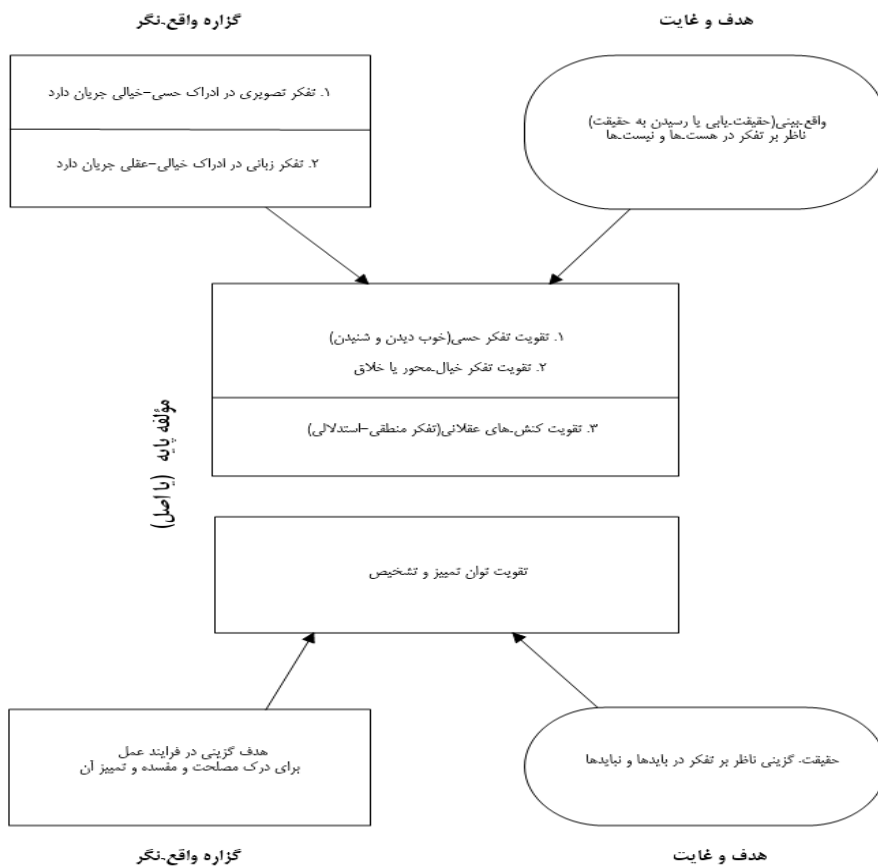 هدف و غایت
گزاره واقع-نگر
واقع-بینی(حقیقت-یابی یا رسیدن به حقیقت)
ناظر بر تفکر در هست-ها و نیست-ها
۱. تفکر تصویری در ادراک حسی-خیالی جریان دارد
۲. تفکر زبانی در ادراک خیالی-عقلی جریان دارد
۱. تقویت تفکر حسی(خوب دیدن و شنیدن)
۲. تقویت تفکر خیال-محور یا خلاق
۳. تقویت کنش-های عقلانی(تفکر منطقی-استدلالی)
مؤلفه پایه (یا اصل)
تقویت توان تمییز و تشخیص
حقیقت- گزینی ناظر بر تفکر در بایدها و نبایدها
هدف گزینی در فرایند عمل
برای درک مصلحت و مفسده و تمییز آن
هدف و غایت
گزاره واقع-نگر